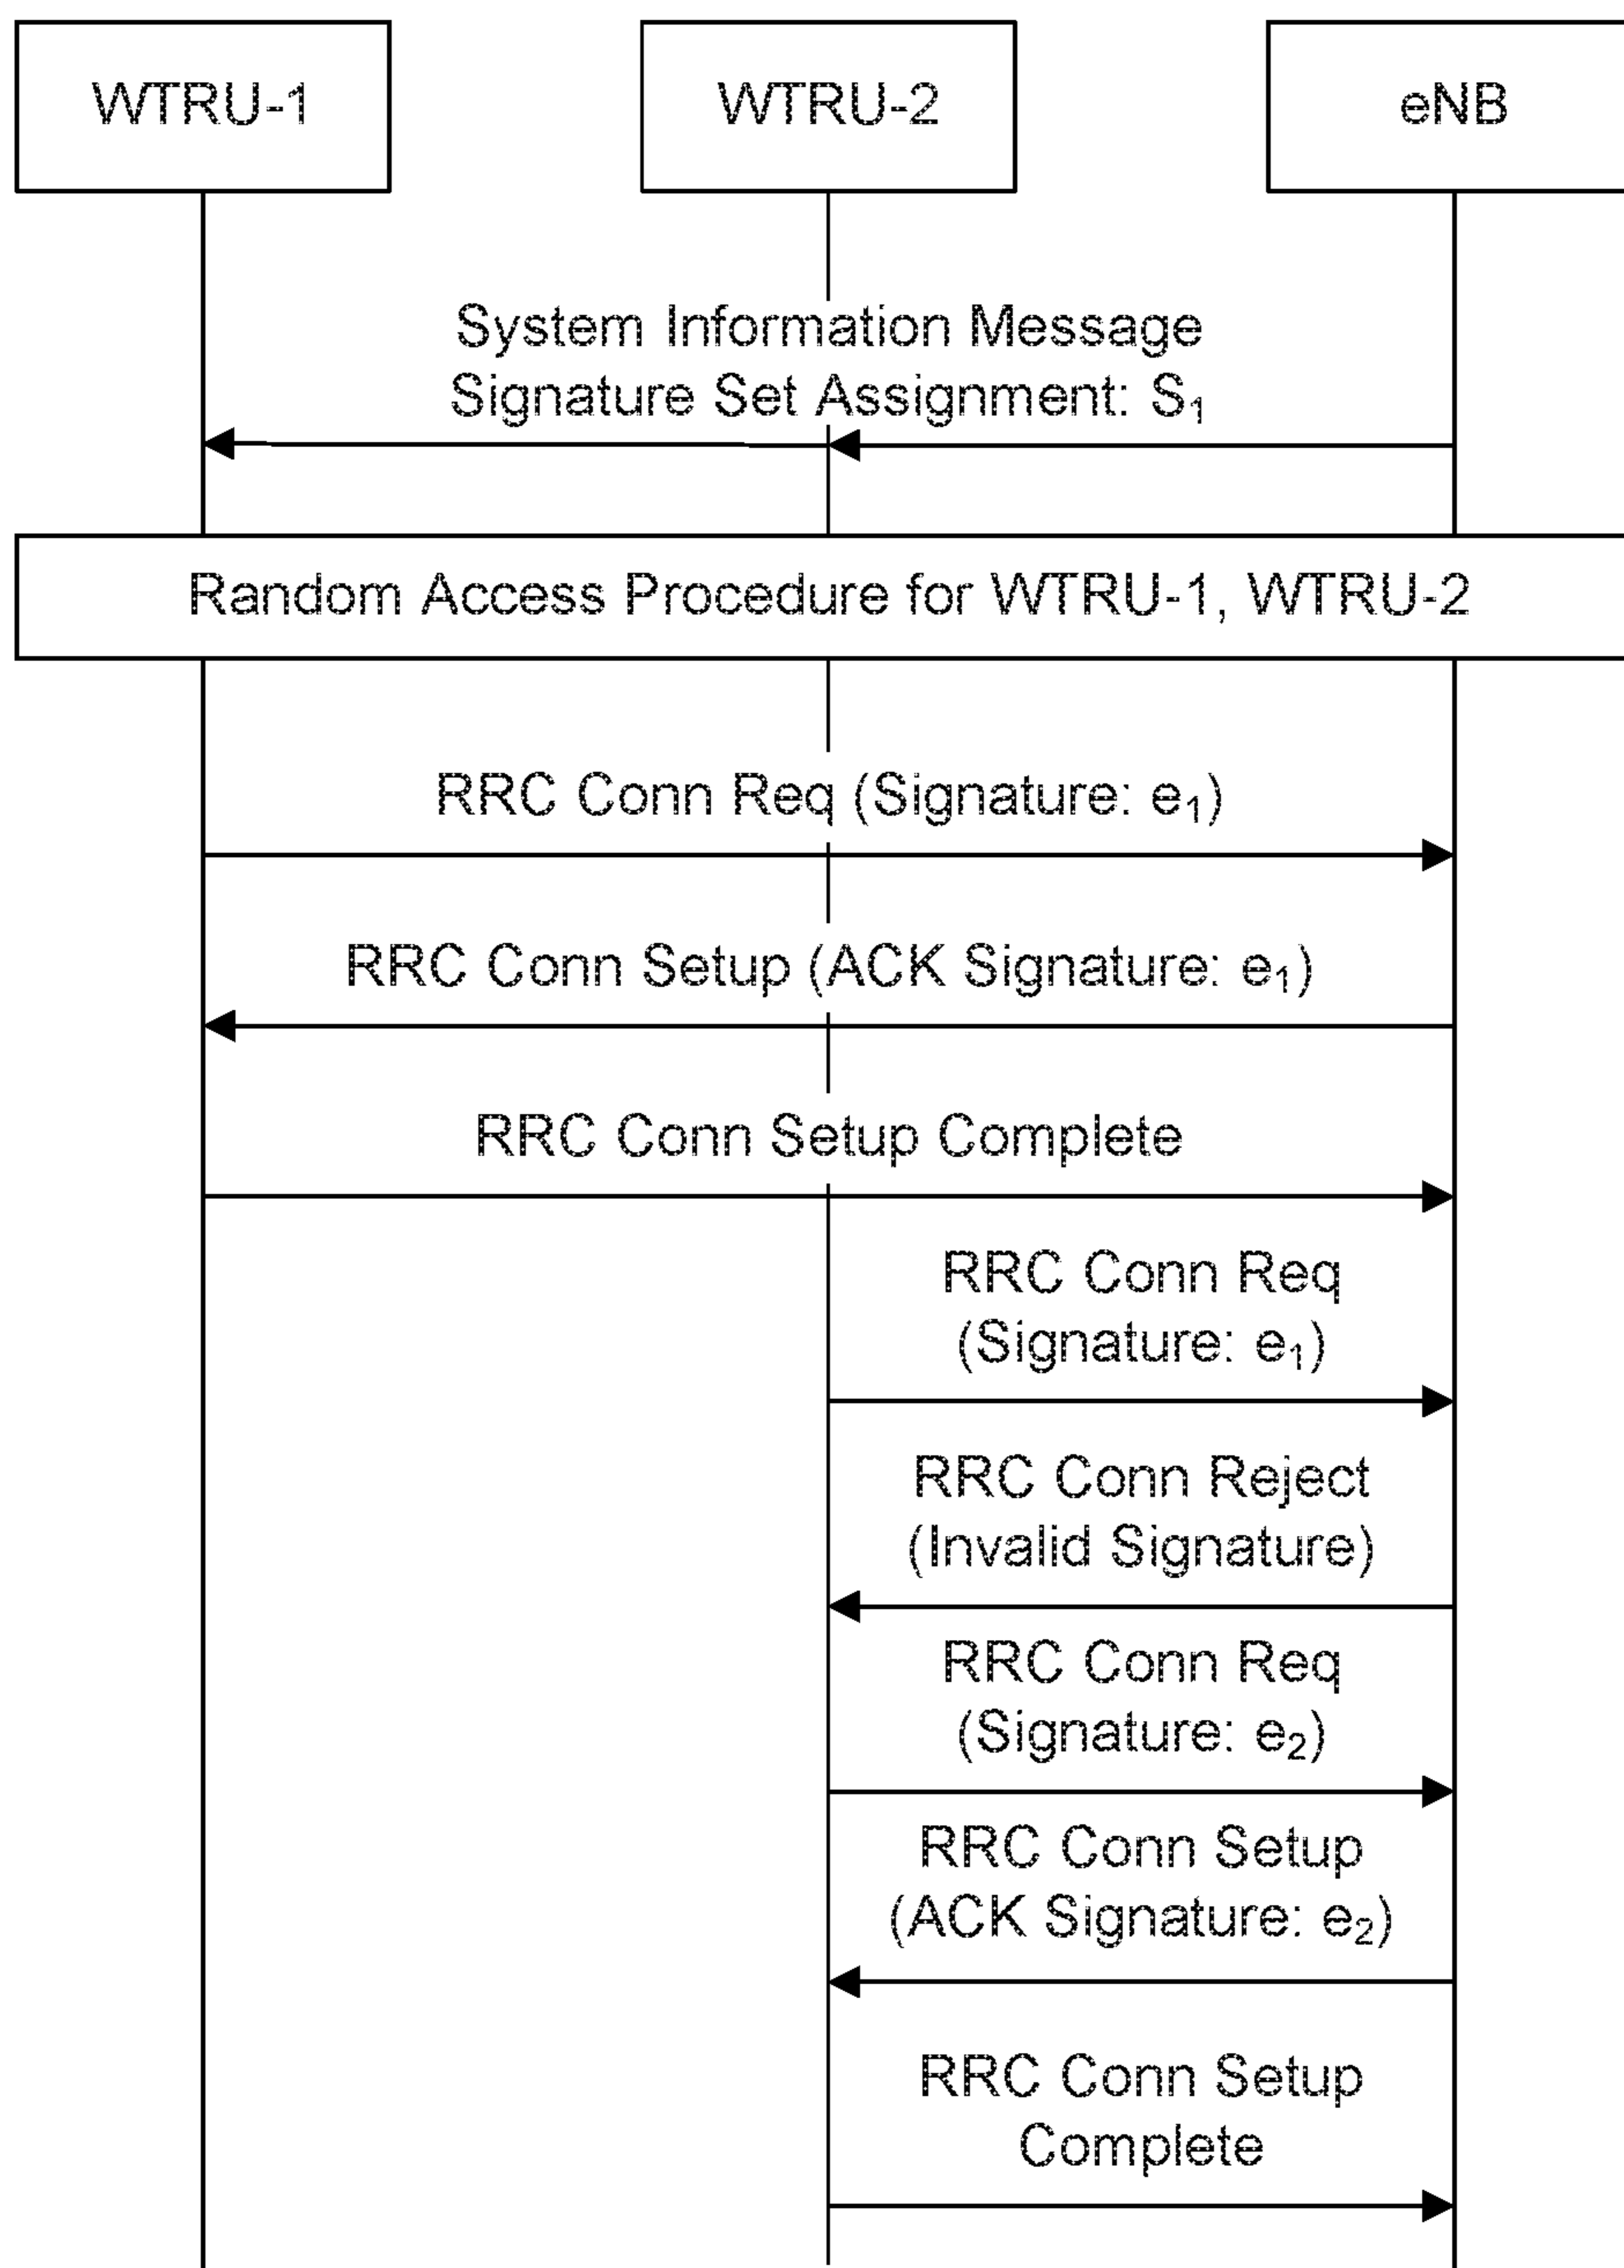 WTRU-1
WTRU-2
eNB
System Information Message
Signature Set Assignment: S₁
Random Access Procedure for WTRU-1, WTRU-2
RRC Conn Req (Signature: e₁)
RRC Conn Setup (ACK Signature: e₁)
RRC Conn Setup Complete
RRC Conn Req
(Signature: e₁)
RRC Conn Reject
(Invalid Signature)
RRC Conn Req
(Signature: e₂)
RRC Conn Setup
(ACK Signature: e₂)
RRC Conn Setup
Complete